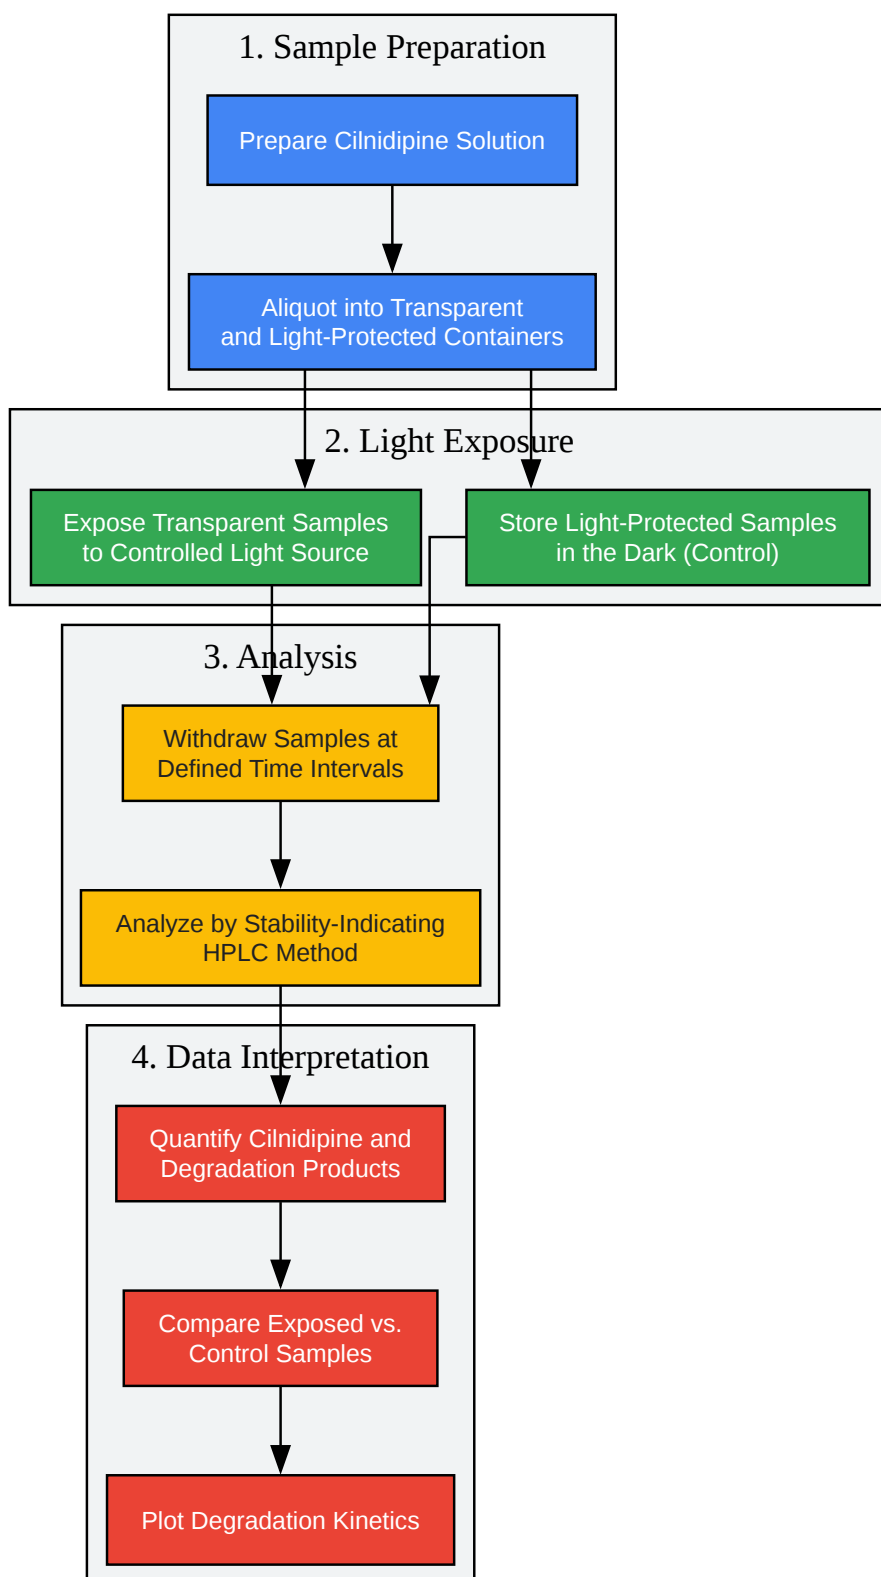 1. Sample Preparation
Prepare Cilnidipine Solution
Aliquot into Transparent
and Light-Protected Containers
2. Light Exposure
Expose Transparent Samples
to Controlled Light Source
Store Light-Protected Samples
in the Dark (Control)
3. Analysis
Withdraw Samples at
Defined Time Intervals
Analyze by Stability-Indicating
HPLC Method
4. Data Interpretation
Quantify Cilnidipine and
Degradation Products
Compare Exposed vs.
Control Samples
Plot Degradation Kinetics